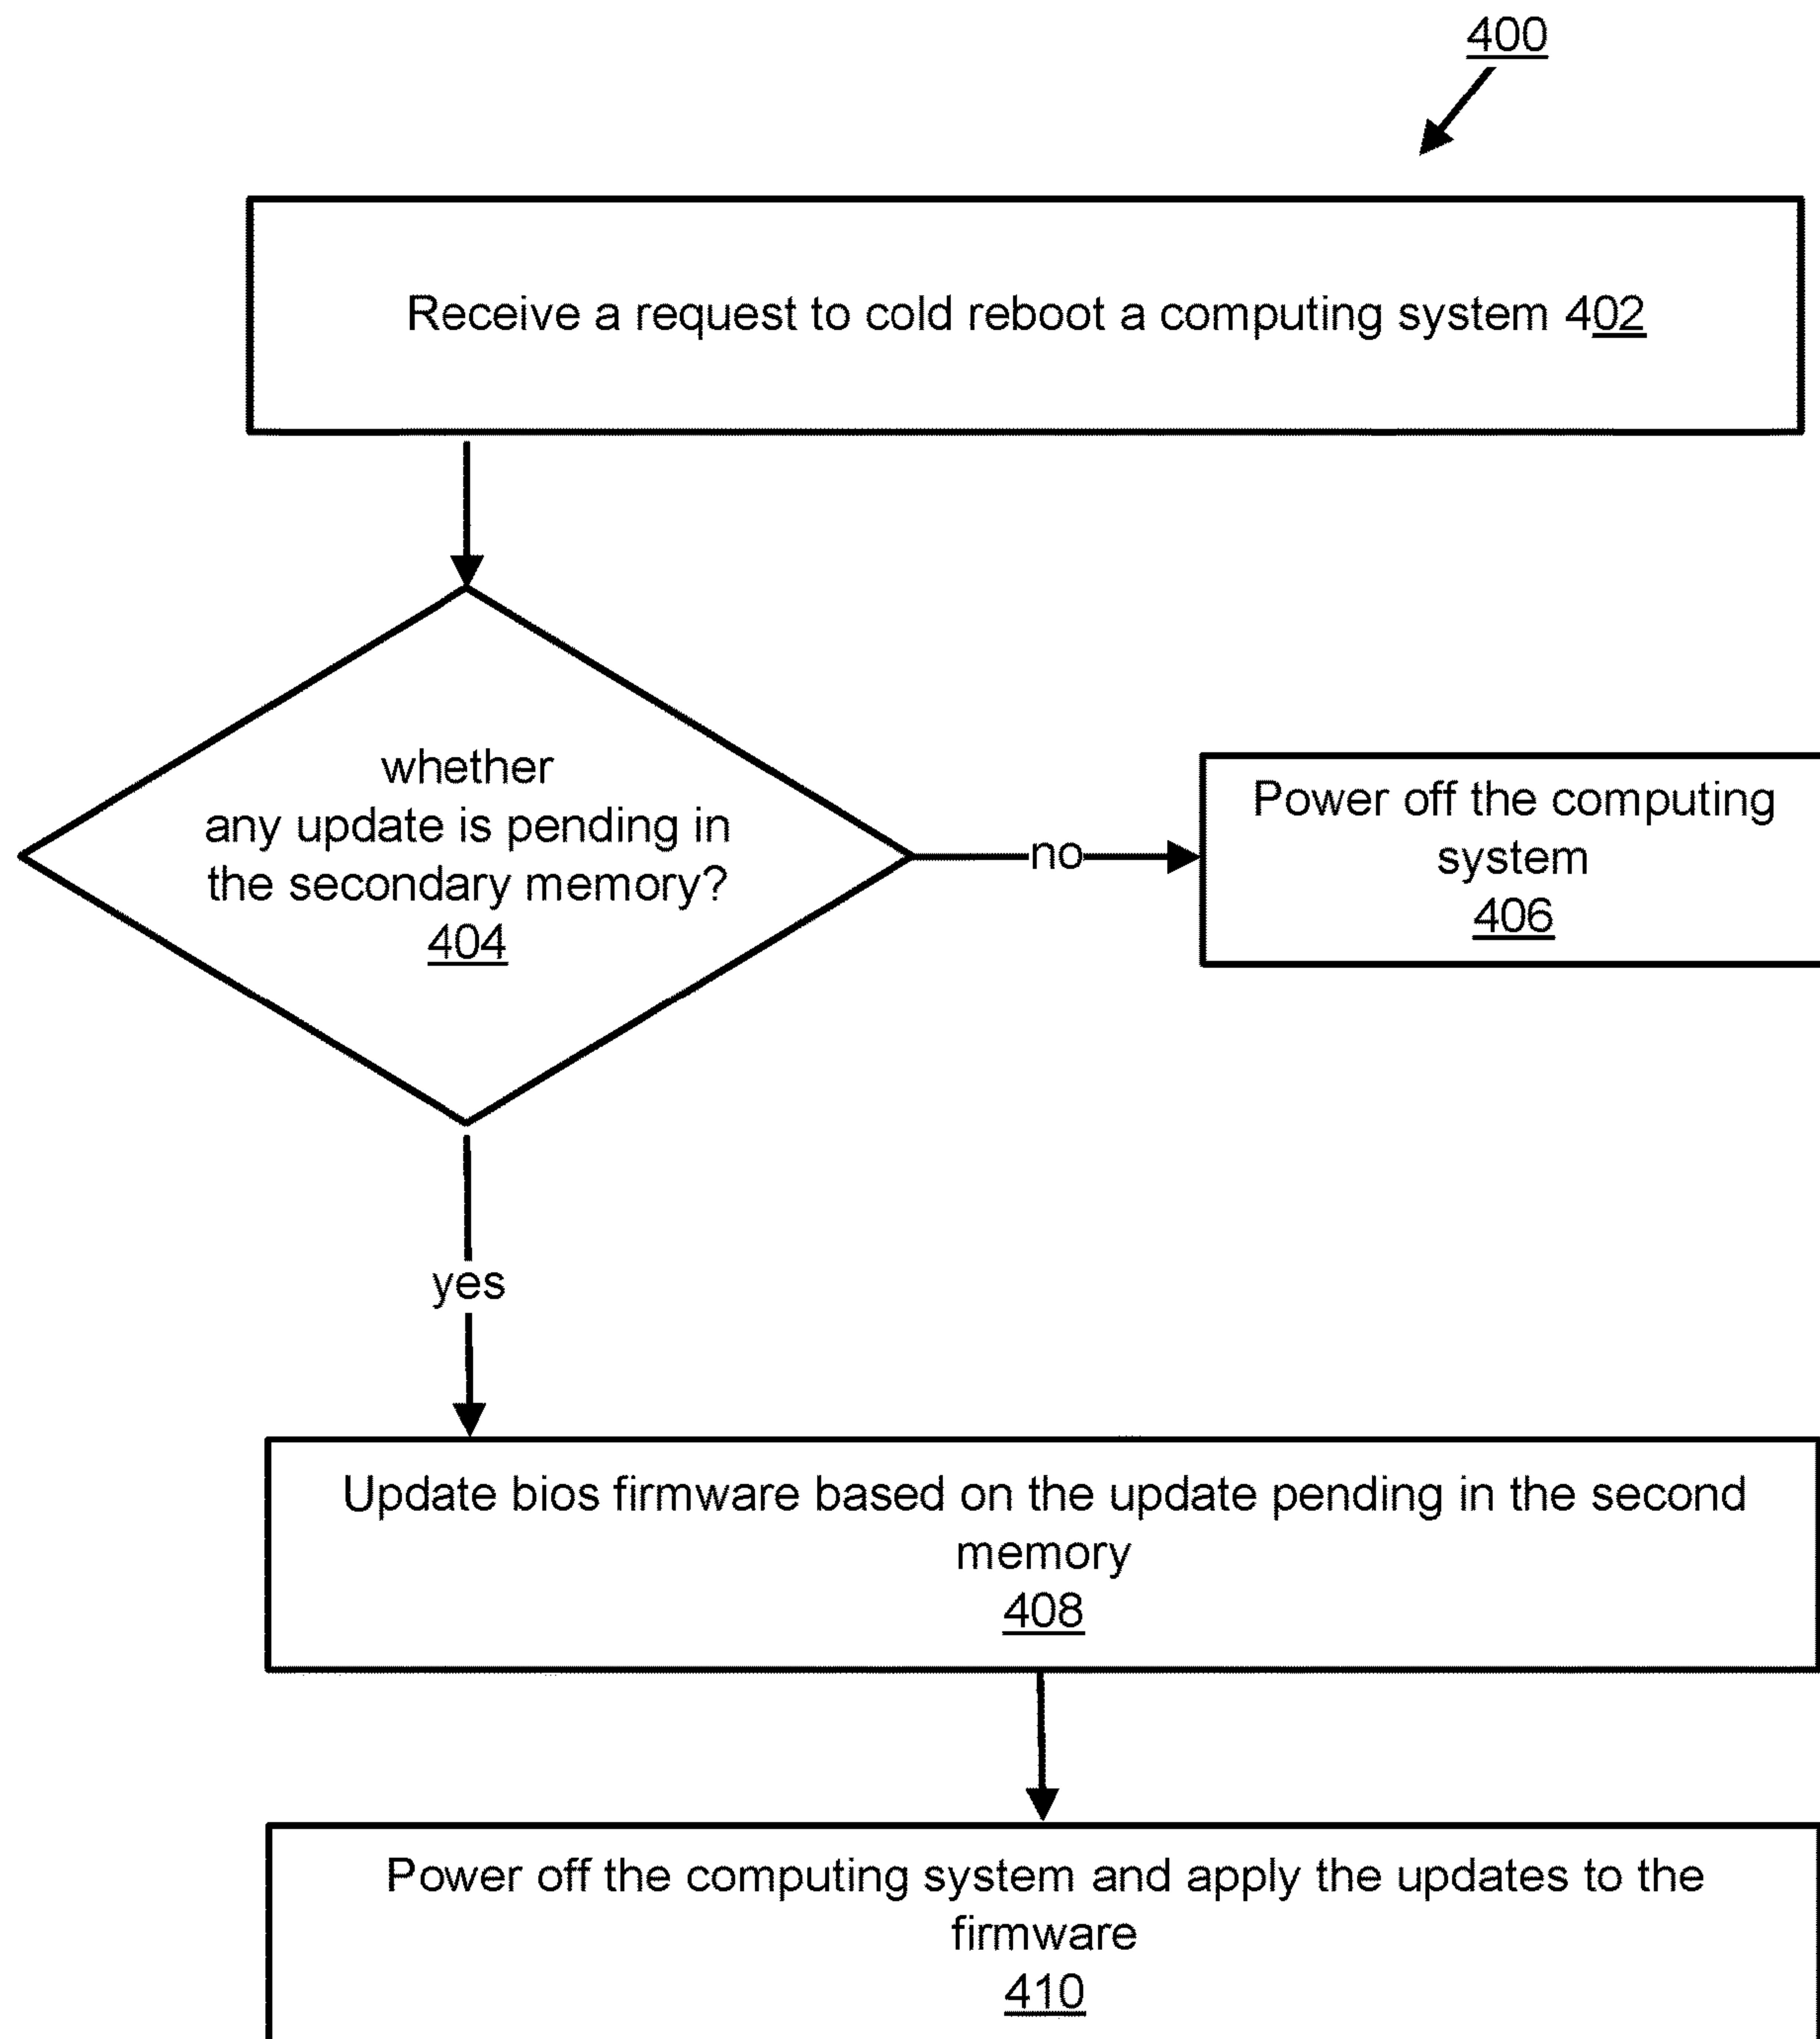 400
Receive a request to cold reboot a computing system 402
whether
any update is pending in
the secondary memory?
404
no
Power off the computing
system
406
yes
Update bios firmware based on the update pending in the second
memory
408
Power off the computing system and apply the updates to the
firmware
410